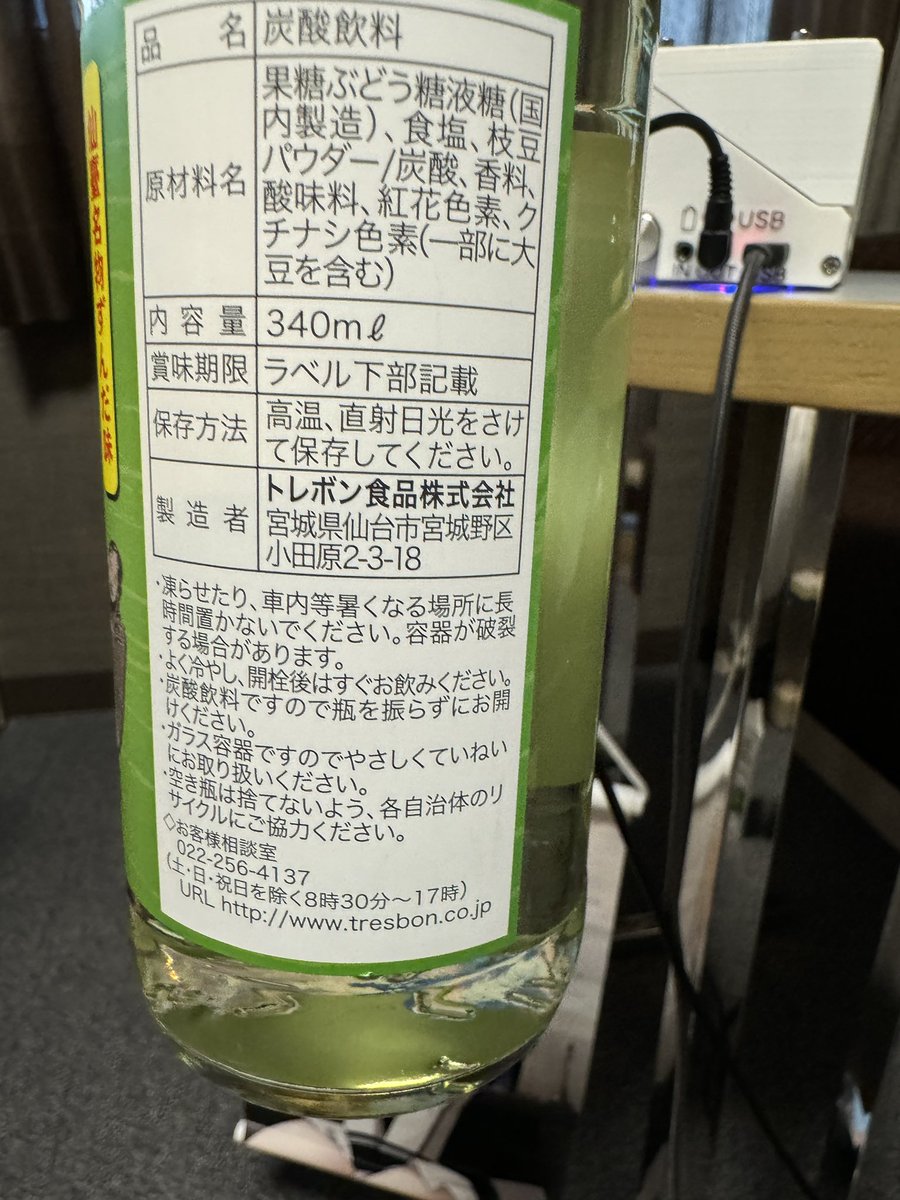 仙臺名物ずんだ味
品名 炭酸飲料
原材料名
果糖ぶどう糖液糖(国
内製造)、食塩、枝豆
パウダー/炭酸、香料、
酸味料、紅花色素、ク
チナシ色素(一部に大
豆を含む)
内容量 340mℓ
賞味期限 ラベル下部記載
保存方法
高温、直射日光をさけ
て保存してください。
製造者
トレボン食品株式会社
宮城県仙台市宮城野区
小田原2-3-18
・凍らせたり、車内等暑くなる場所に長
時間置かないでください。容器が破裂
する場合があります。
・よく冷やし、開栓後はすぐお飲みください。
・炭酸飲料ですので瓶を振らずにお開
けください。
・ガラス容器ですのでやさしくていねい
にお取り扱いください。
・空き瓶は捨てないよう、各自治体のリ
サイクルにご協力ください。
◇お客様相談室
022-256-4137
(土・日・祝日を除く8時30分〜17時)
URL http://www.tresbon.co.jp
USB